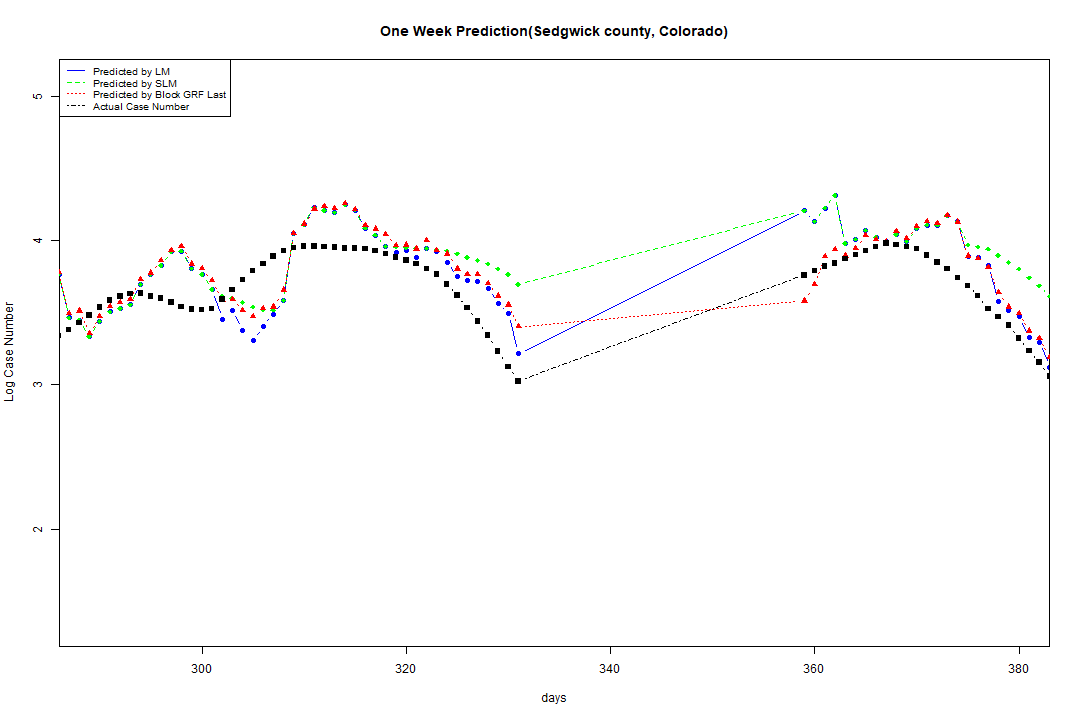 One Week Prediction(Sedgwick county, Colorado)
Predicted by LM
Predicted by SLM
Predicted by Block GRF Last
Actual Case Number
5
4
3
2
Log Case Number
300 320 340 360 380
days